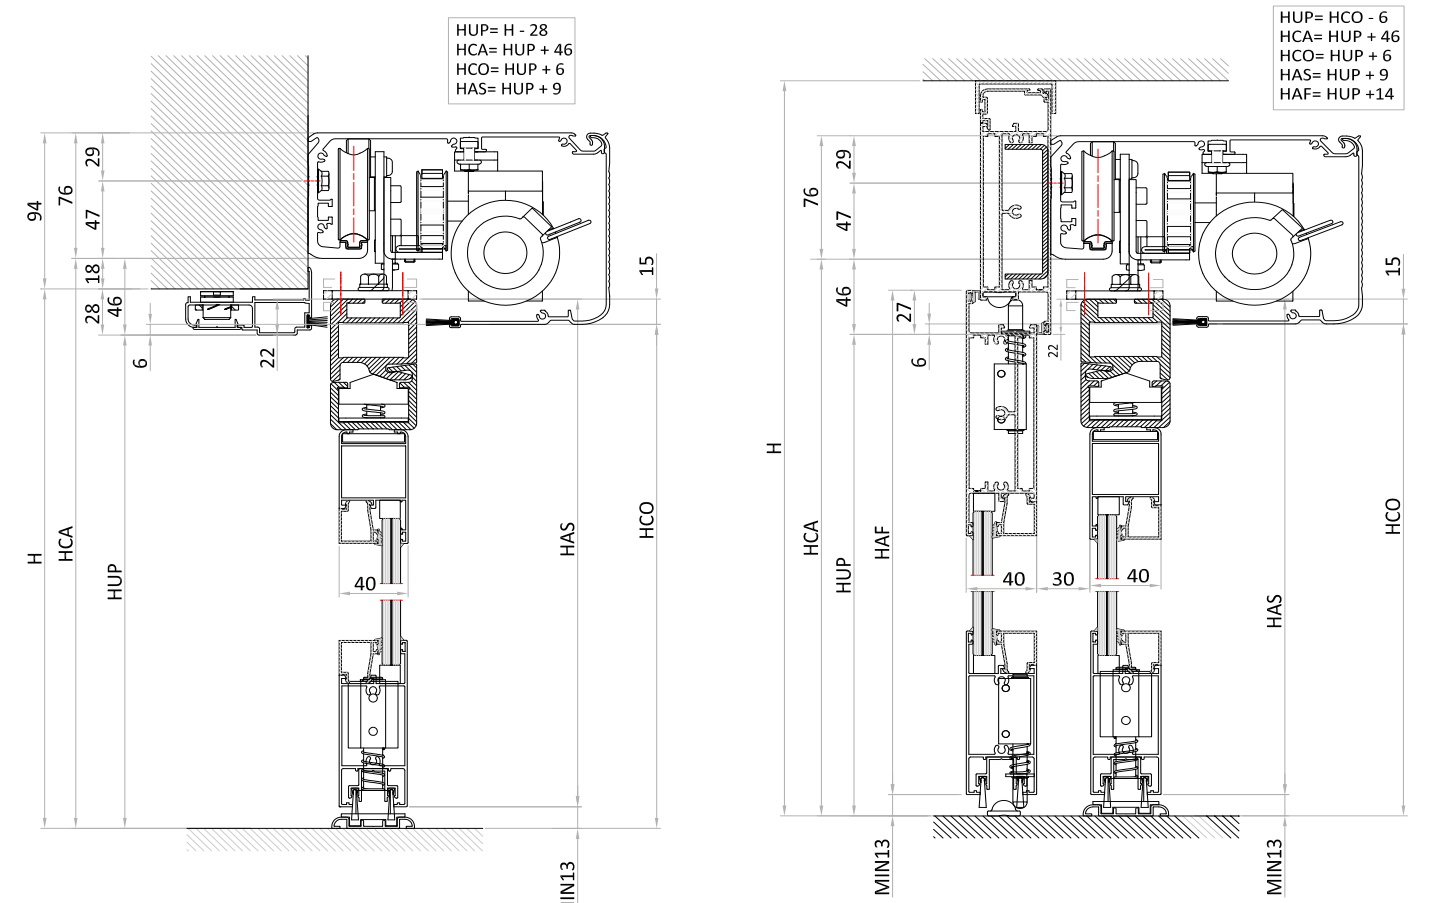 HUP= H - 28
HCA= HUP + 46
HCO= HUP + 6
HAS= HUP + 9
29
76
94
47
18
28
46
6
22
15
H
HCA
HUP
HAS
HCO
40
IN13
HUP= HCO - 6
HCA= HUP + 46
HCO= HUP + 6
HAS= HUP + 9
HAF= HUP +14
29
76
47
46
27
6
22
15
H
HCA
HUP
HAF
HAS
HCO
40
30
40
MIN13
MIN13